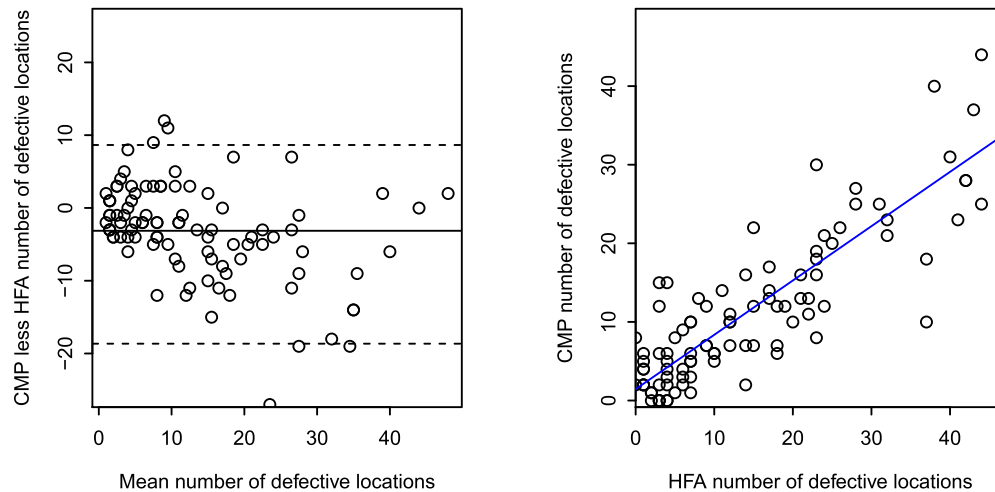 CMP less HFA number of defective locations
20
10
0
−10
−20
0 10 20 30 40
Mean number of defective locations
CMP number of defective locations
40
30
20
10
0
0 10 20 30 40
HFA number of defective locations